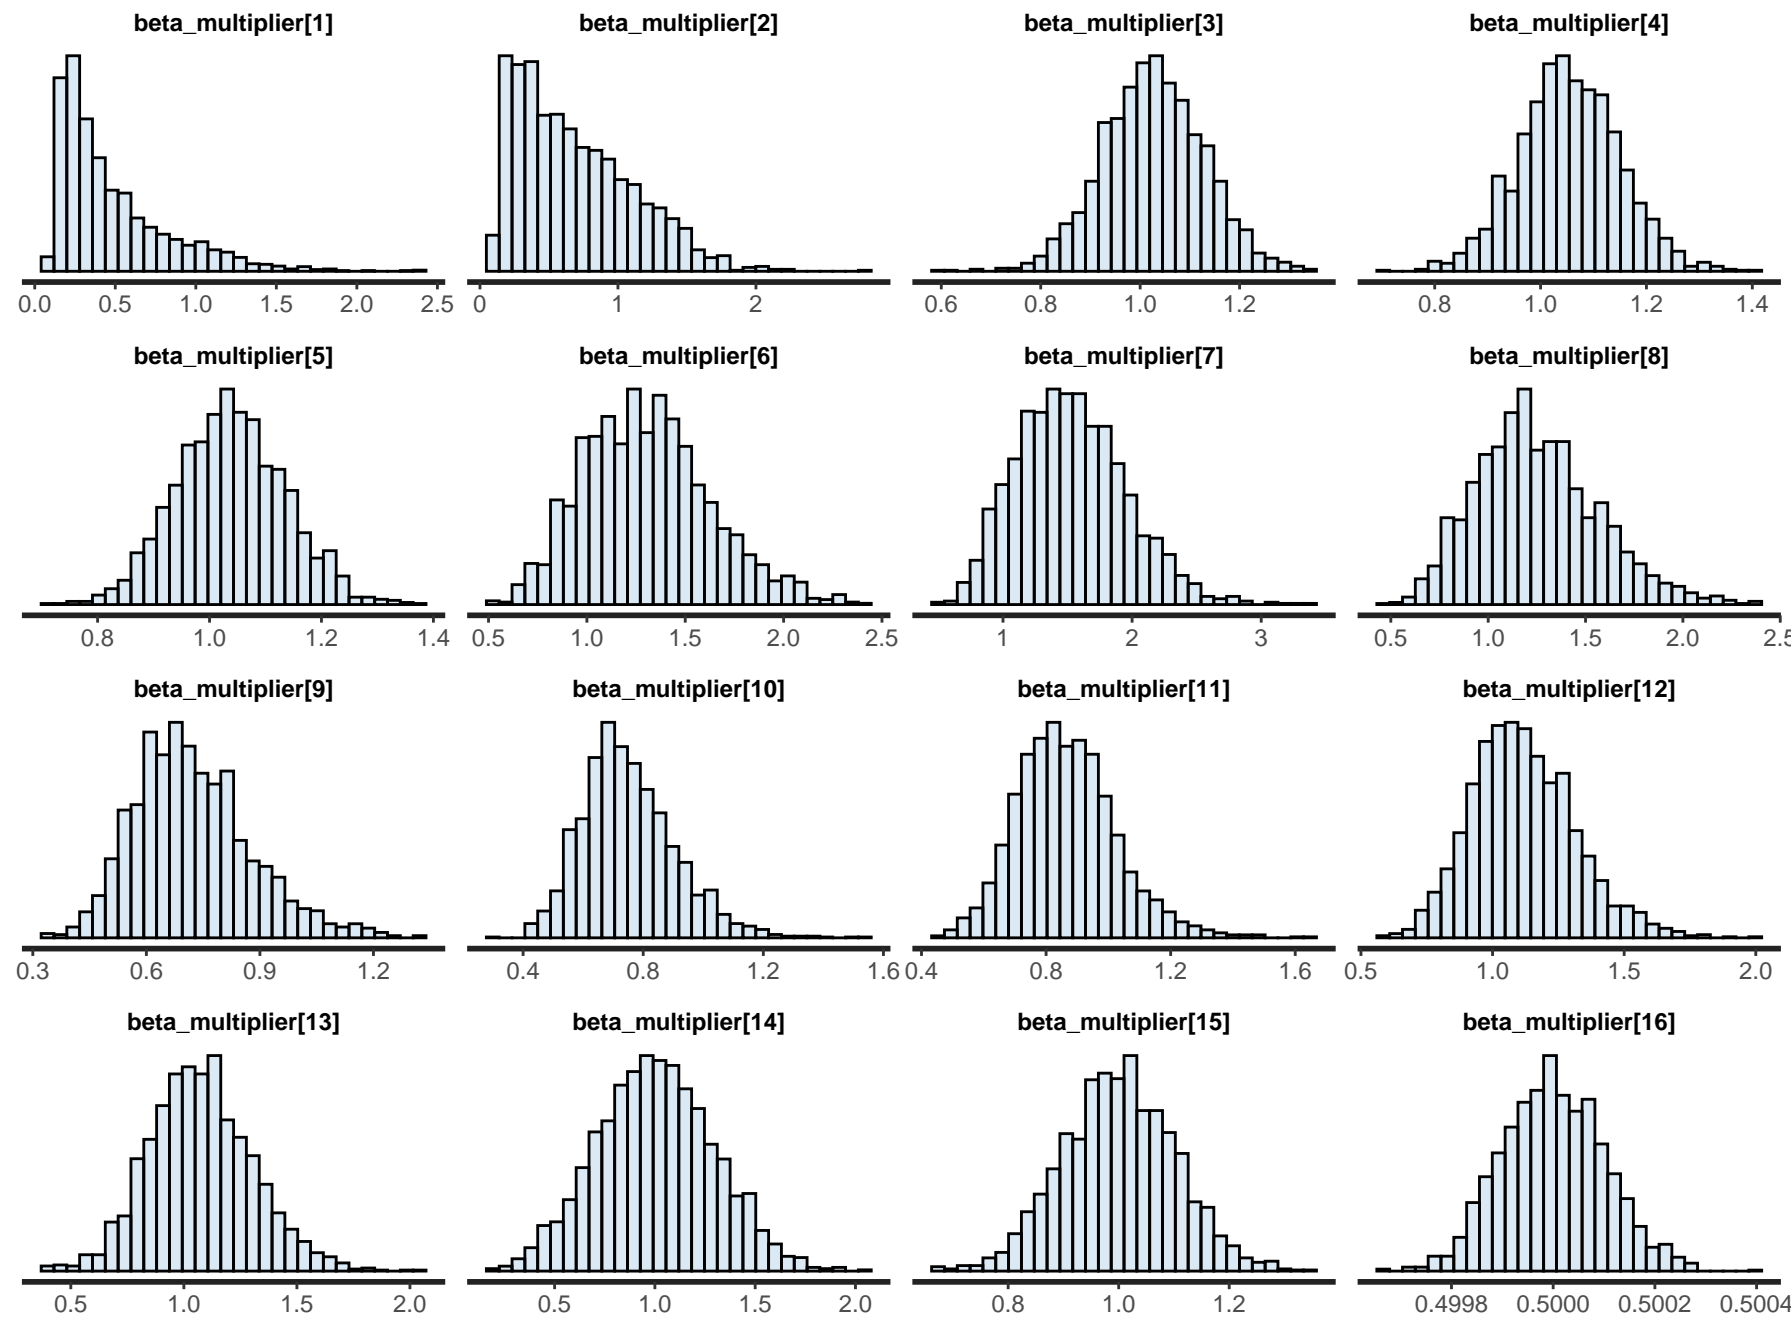 beta_multiplier[1] beta_multiplier[2] beta_multiplier[3] beta_multiplier[4]
0.0 0.5 1.0 1.5 2.0 2.5 0 1 2 0.6 0.8 1.0 1.2 0.8 1.0 1.2 1.4
beta_multiplier[5] beta_multiplier[6] beta_multiplier[7] beta_multiplier[8]
0.8 1.0 1.2 1.4 0.5 1.0 1.5 2.0 2.5 1 2 3 0.5 1.0 1.5 2.0 2.5
beta_multiplier[9] beta_multiplier[10] beta_multiplier[11] beta_multiplier[12]
0.3 0.6 0.9 1.2 0.4 0.8 1.2 1.6 0.4 0.8 1.2 1.6 0.5 1.0 1.5 2.0
beta_multiplier[13] beta_multiplier[14] beta_multiplier[15] beta_multiplier[16]
0.5 1.0 1.5 2.0 0.5 1.0 1.5 2.0 0.8 1.0 1.2 0.4998 0.5000 0.5002 0.5004